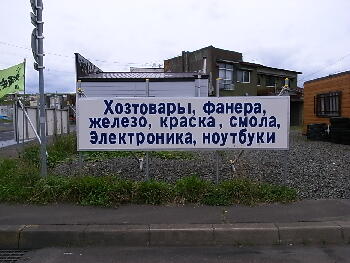 Хозтовары, фанера,
железо, краска, смола,
Электроника, ноутбуки